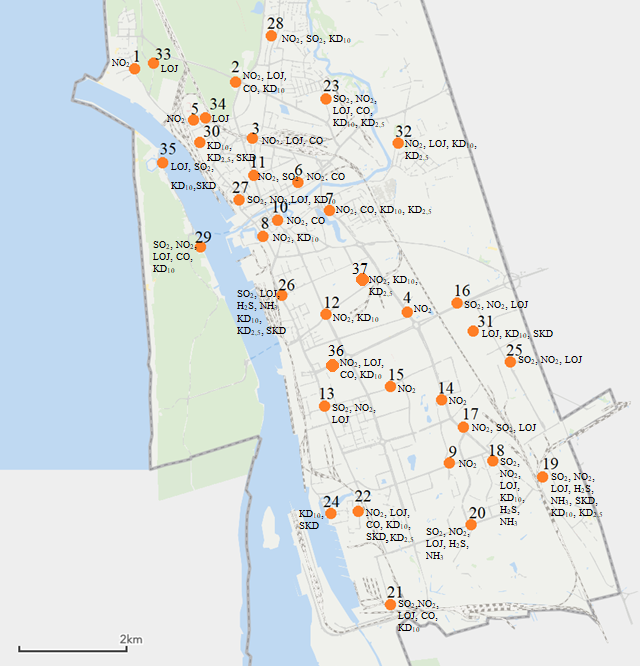 28
NO₂, SO₂, KD₁₀
1
NO₂
33
LOJ
2
NO₂, LOJ,
CO, KD₁₀
23
SO₂, NO₂,
LOJ, CO,
KD₁₀, KD₂,₅
5
NO₂
34
LOJ
30
KD₁₀,
KD₂,₅, SKD
3
NO₂, LOJ, CO
32
NO₂, LOJ, KD₁₀,
KD₂,₅
35
LOJ, SO₂,
KD₁₀,SKD
11
NO₂, SO₂
6
NO₂, CO
27
SO₂, NO₂, LOJ, KD₁₀
7
NO₂, CO, KD₁₀, KD₂,₅
10
NO₂, CO
8
NO₂, KD₁₀
29
SO₂, NO₂,
LOJ, CO,
KD₁₀
37
NO₂, KD₁₀,
KD₂,₅
26
SO₂, LOJ,
H₂S, NH₃
KD₁₀,
KD₂,₅, SKD
12
NO₂, KD₁₀
4
NO₂
16
SO₂, NO₂, LOJ
31
LOJ, KD₁₀, SKD
36
NO₂, LOJ,
CO, KD₁₀
25
SO₂, NO₂, LOJ
15
NO₂
13
SO₂, NO₂,
LOJ
14
NO₂
17
NO₂, SO₂, LOJ
9
NO₂
18
SO₂,
NO₂,
LOJ,
KD₁₀,
H₂S,
NH₃
19
SO₂, NO₂,
LOJ, H₂S,
NH₃, SKD,
KD₁₀, KD₂,₅
24
KD₁₀,
SKD
22
NO₂, LOJ,
CO, KD₁₀,
SKD, KD₂,₅
20
SO₂, NO₂,
LOJ, H₂S,
NH₃
21
SO₂,NO₂,
LOJ, CO,
KD₁₀
2km